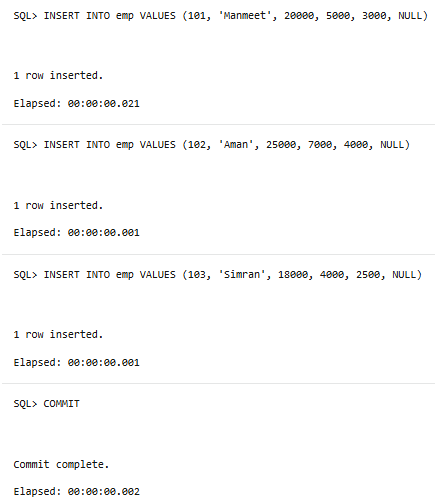 SQL> INSERT INTO emp VALUES (101, 'Manmeet', 20000, 5000, 3000, NULL)
1 row inserted.
Elapsed: 00:00:00.021
SQL> INSERT INTO emp VALUES (102, 'Aman', 25000, 7000, 4000, NULL)
1 row inserted.
Elapsed: 00:00:00.001
SQL> INSERT INTO emp VALUES (103, 'Simran', 18000, 4000, 2500, NULL)
1 row inserted.
Elapsed: 00:00:00.001
SQL> COMMIT
Commit complete.
Elapsed: 00:00:00.002